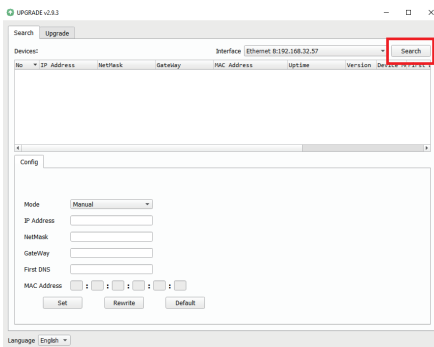 UPGRADE v2.9.3
Search Upgrade
Devices: Interface Ethernet 8:192.168.32.57 Search
No IP Address NetMask GateWay MAC Address Uptime Version
Config
Mode Manual
IP Address
NetMask
GateWay
First DNS
MAC Address : : : : :
Set Rewrite Default
Language English